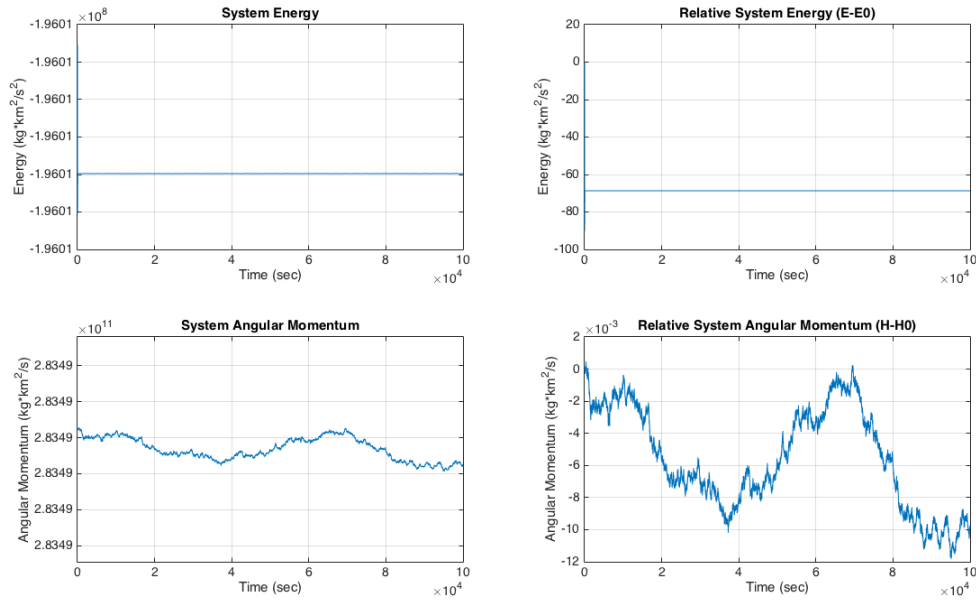 System Energy
×10^8
-1.9601
-1.9601
-1.9601
-1.9601
-1.9601
-1.9601
-1.9601
Energy (kg*km^2/s^2)
0 2 4 6 8 10
Time (sec)
×10^4
Relative System Energy (E-E0)
20
0
-20
-40
-60
-80
-100
Energy (kg*km^2/s^2)
0 2 4 6 8 10
Time (sec)
×10^4
System Angular Momentum
×10^11
2.8349
2.8349
2.8349
2.8349
2.8349
2.8349
Angular Momentum (kg*km^2/s)
0 2 4 6 8 10
Time (sec)
×10^4
Relative System Angular Momentum (H-H0)
×10^-3
2
0
-2
-4
-6
-8
-10
-12
Angular Momentum (kg*km^2/s)
0 2 4 6 8 10
Time (sec)
×10^4